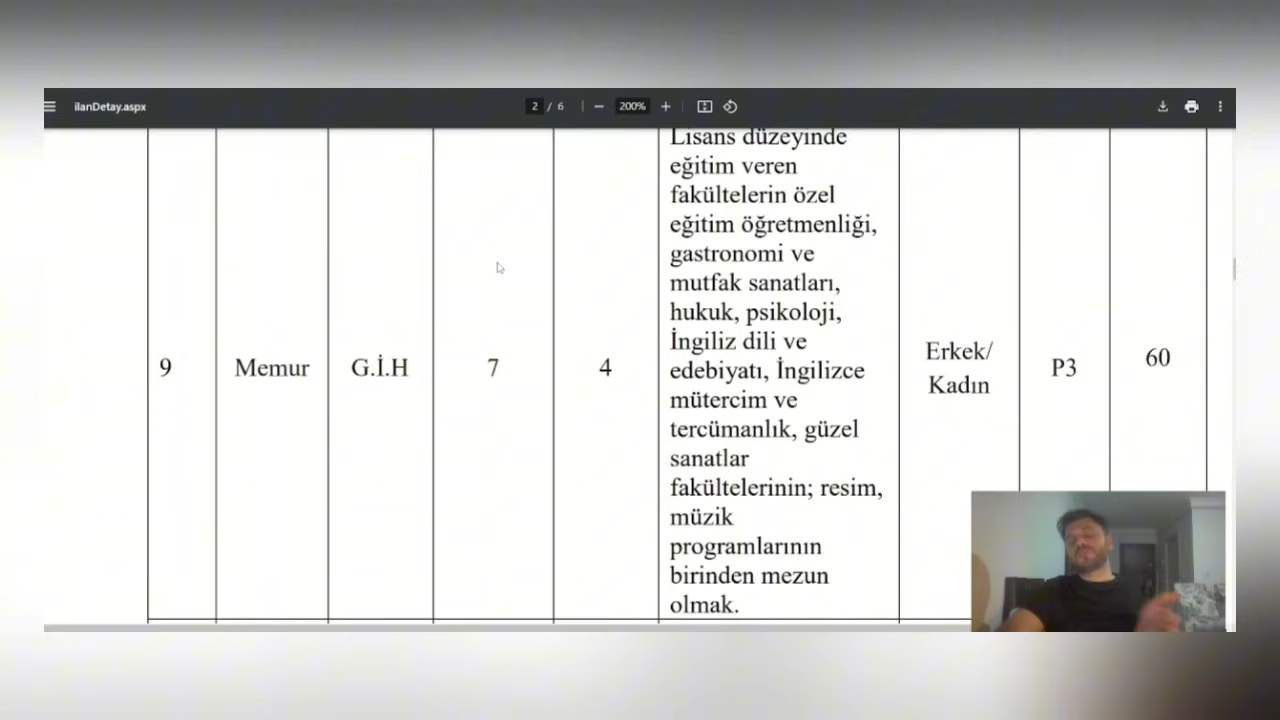 ilanDetay.aspx
2 / 6
200%
9
Memur
G.İ.H
7
4
Lisans düzeyinde
eğitim veren
fakültelerin özel
eğitim öğretmenliği,
gastronomi ve
mutfak sanatları,
hukuk, psikoloji,
İngiliz dili ve
edebiyatı, İngilizce
mütercim ve
tercümanlık, güzel
sanatlar
fakültelerinin; resim,
müzik
programlarının
birinden mezun
olmak.
Erkek/
Kadın
P3
60